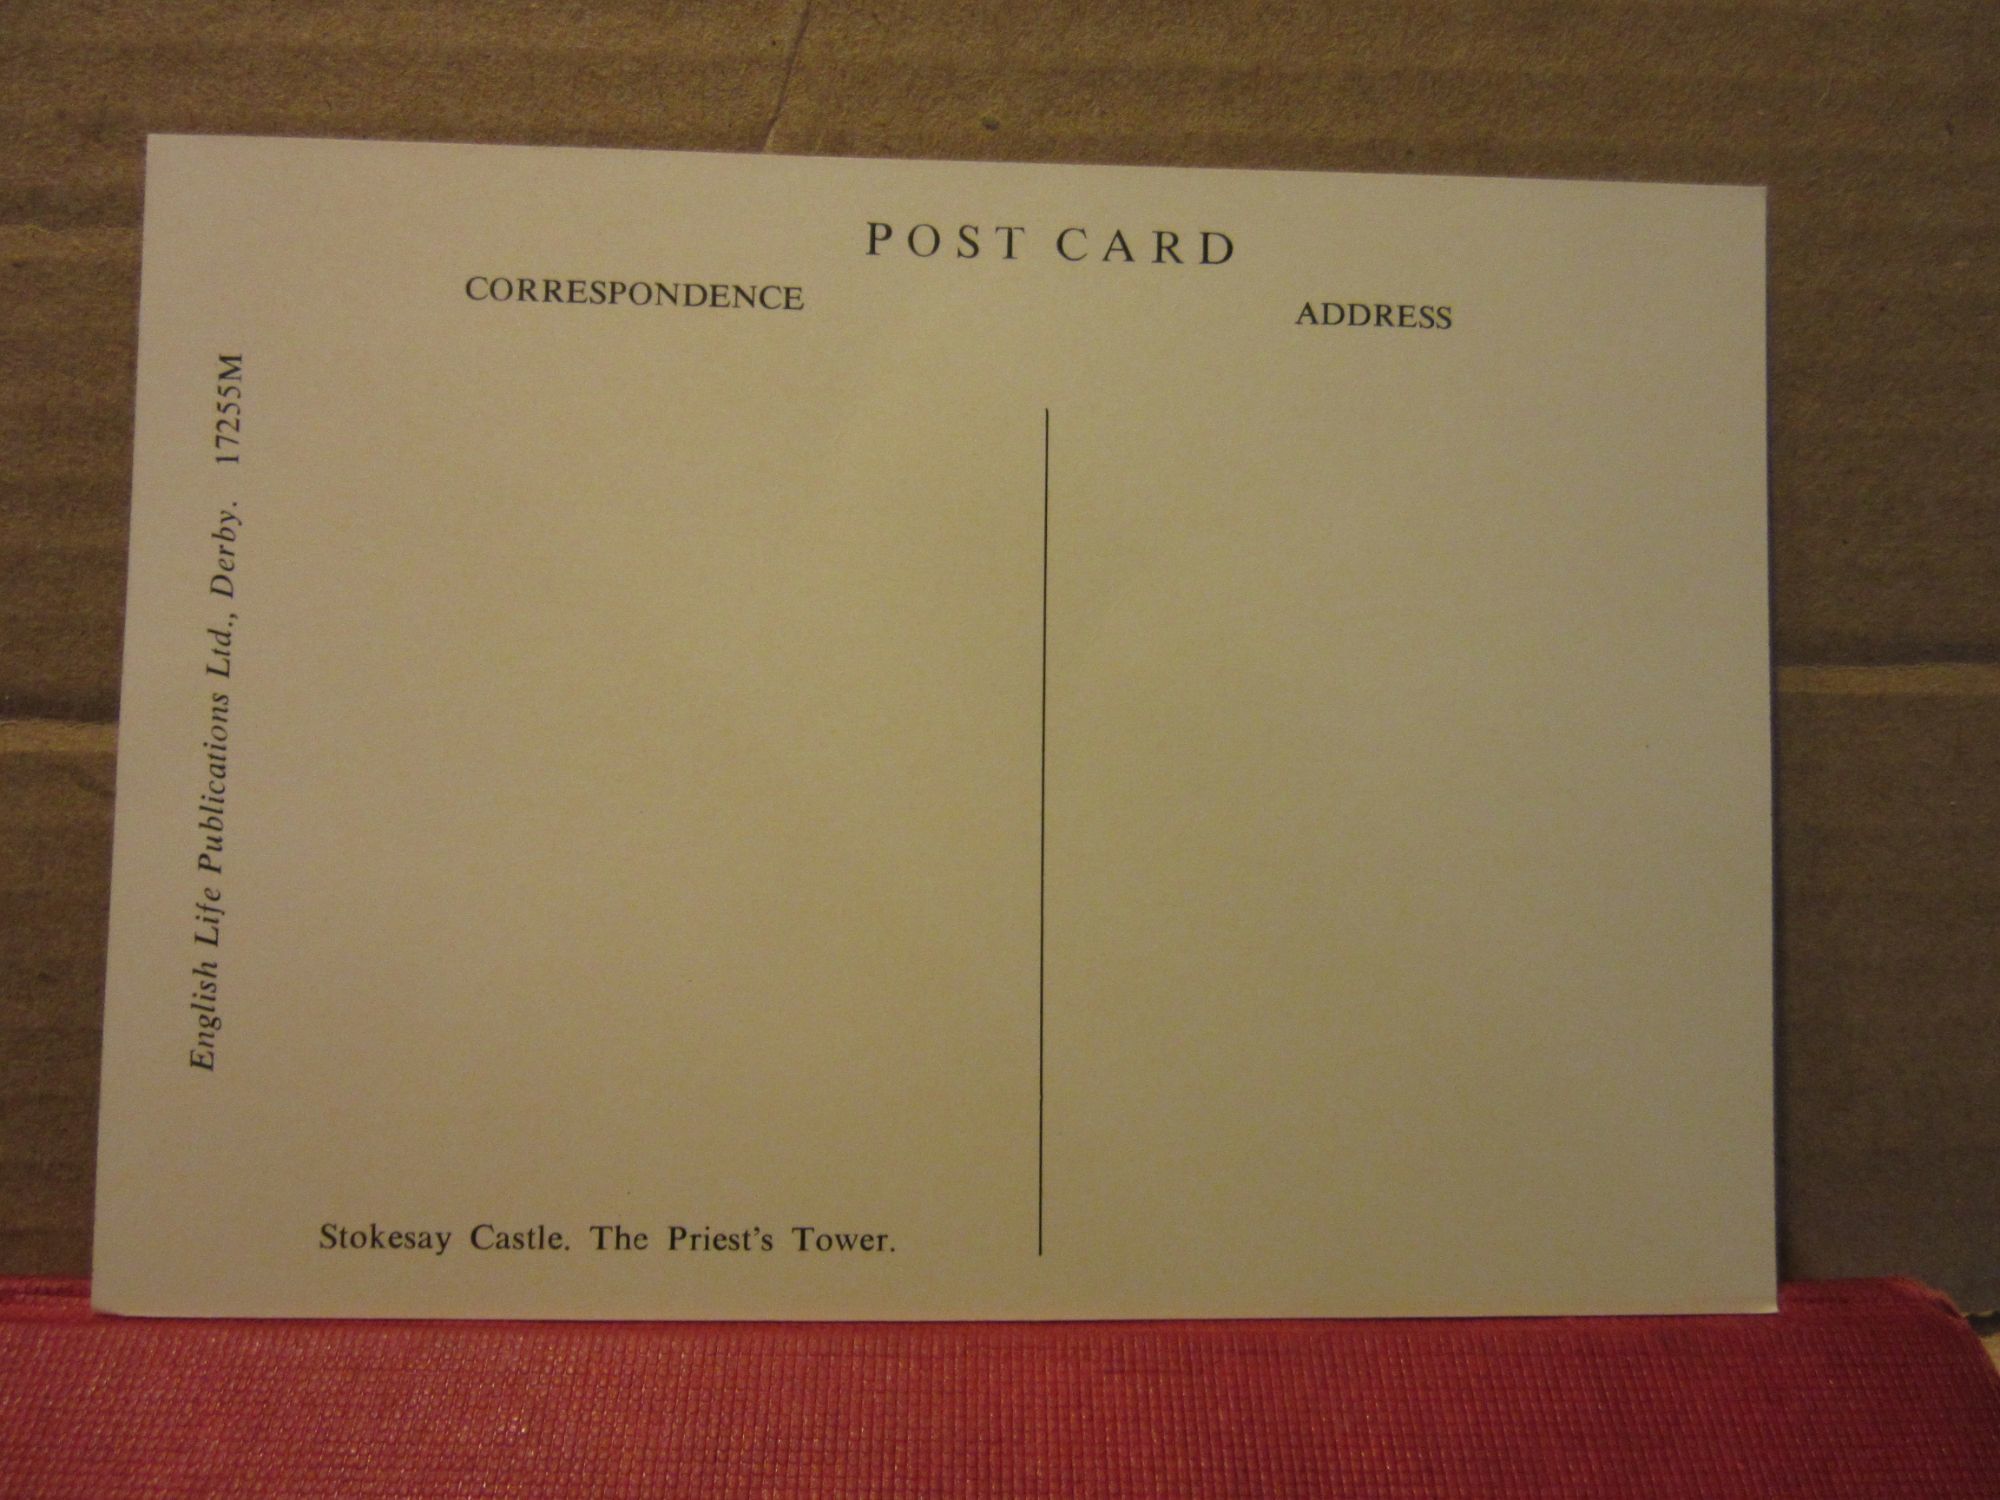 POST CARD
CORRESPONDENCE
ADDRESS
English Life Publications Ltd., Derby. 17255M
Stokesay Castle. The Priest's Tower.